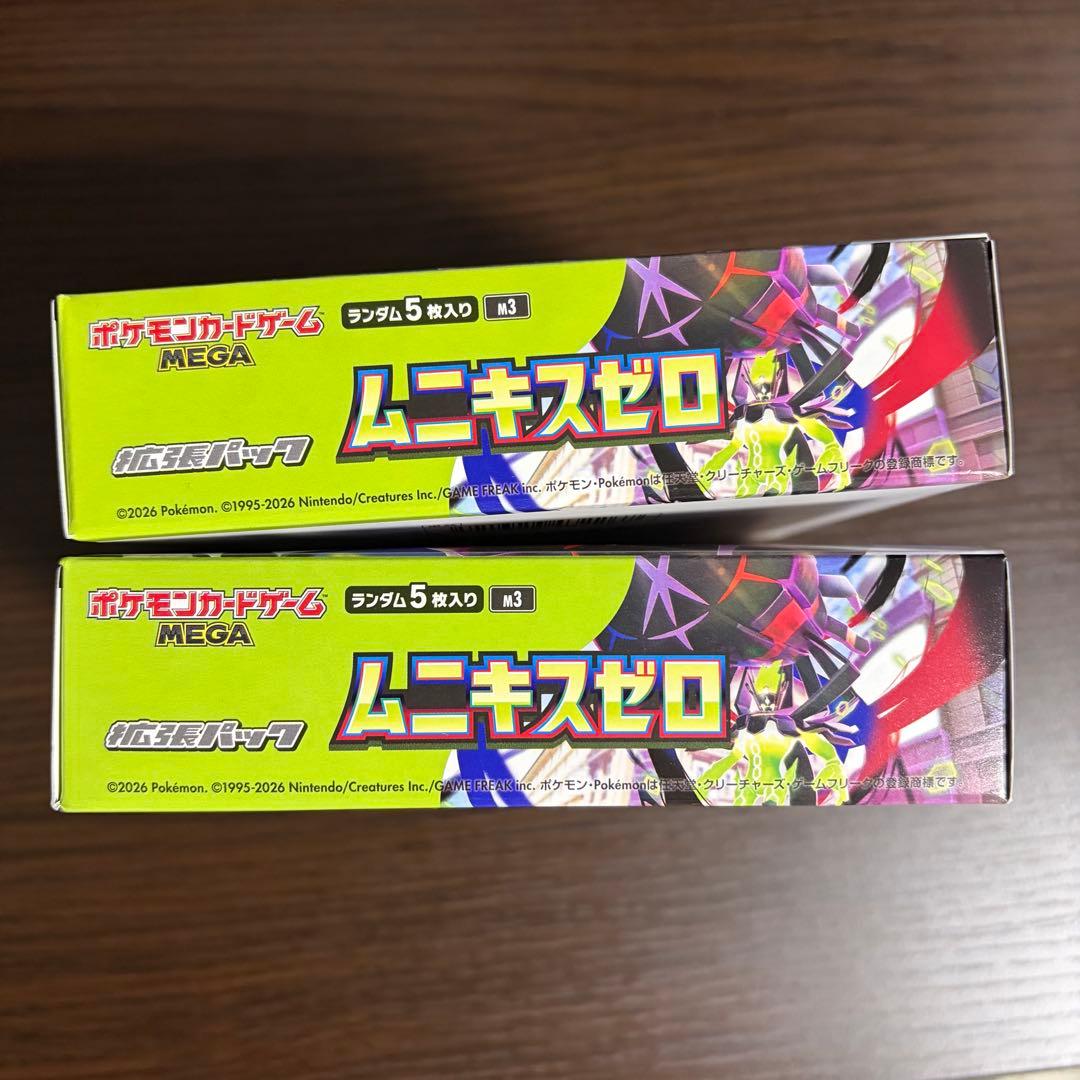 ポケモンカードゲーム™
MEGA
ランダム5枚入り M3
ムニキスゼロ
拡張パック
©2026 Pokémon. ©1995-2026 Nintendo/Creatures Inc./GAME FREAK inc. ポケモン・Pokémonは任天堂・クリーチャーズ・ゲームフリークの登録商標です。
ポケモンカードゲーム™
MEGA
ランダム5枚入り M3
ムニキスゼロ
拡張パック
©2026 Pokémon. ©1995-2026 Nintendo/Creatures Inc./GAME FREAK inc. ポケモン・Pokémonは任天堂・クリーチャーズ・ゲームフリークの登録商標です。